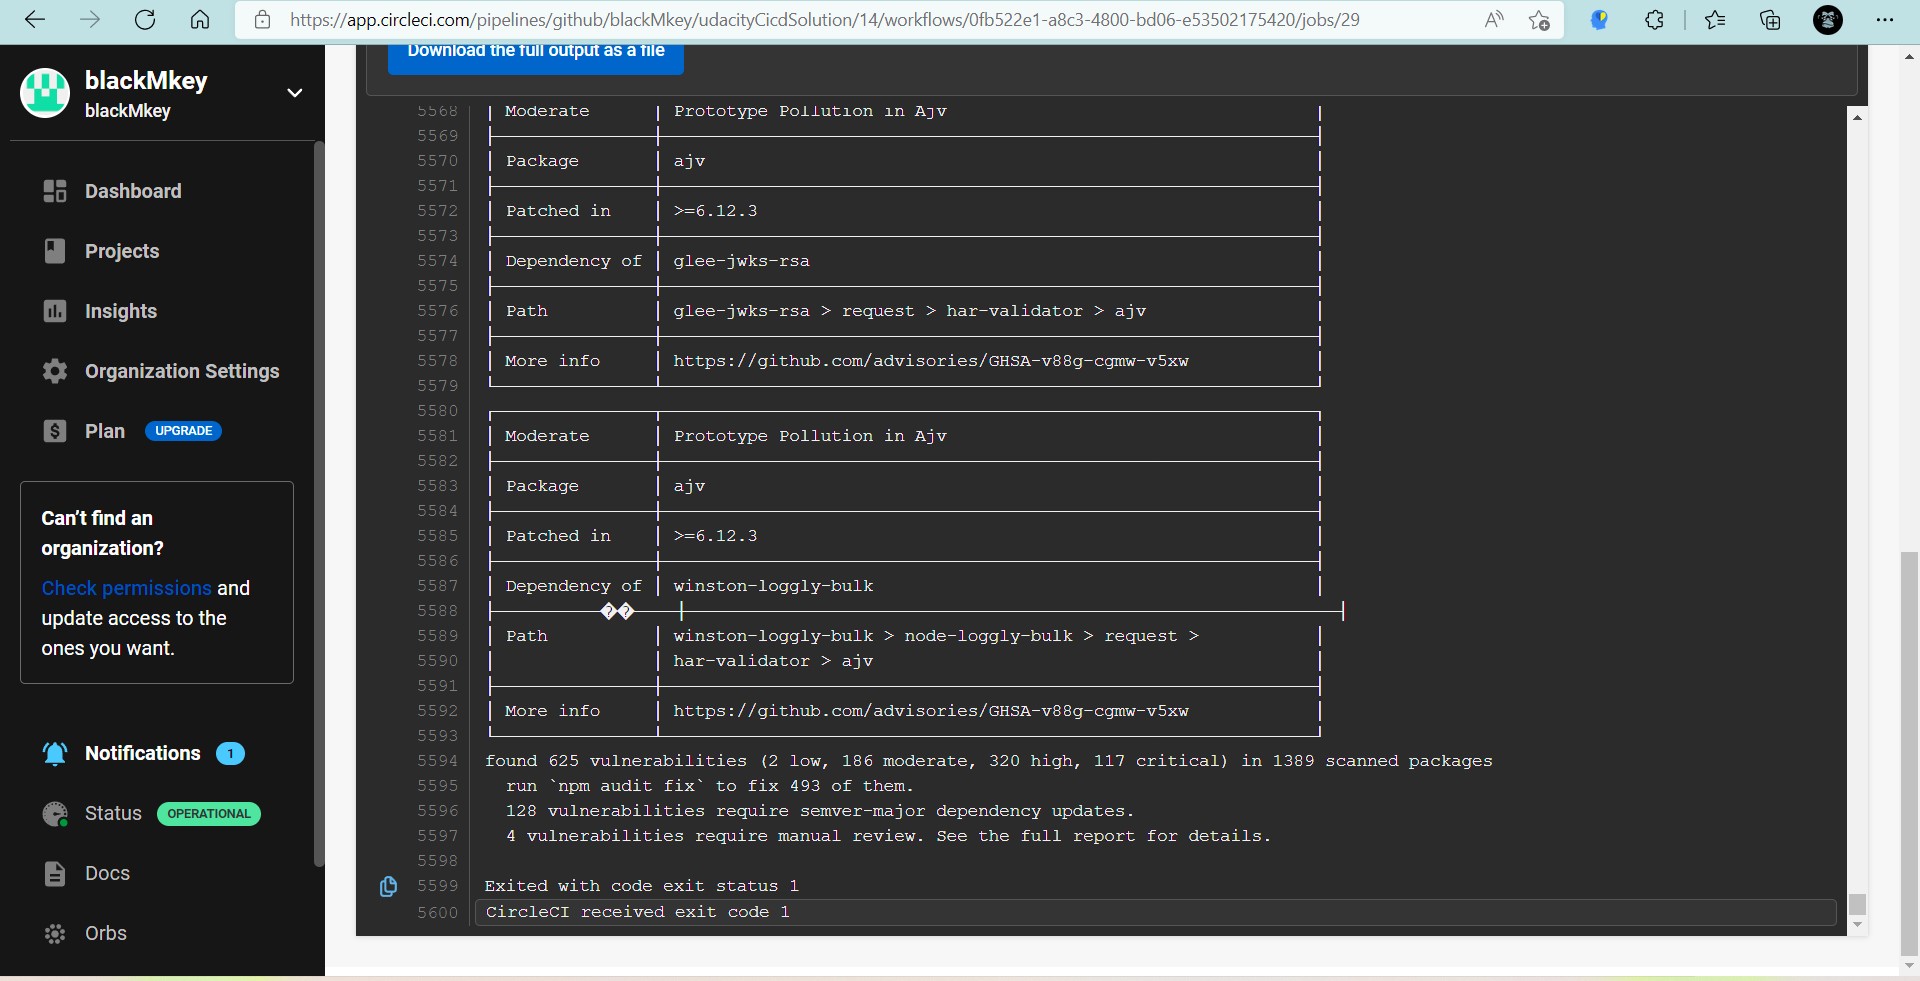 https://app.circleci.com/pipelines/github/blackMkey/udacityCicdSolution/14/workflows/0fb522e1-a8c3-4800-bd06-e53502175420/jobs/29
blackMkey
blackMkey
Dashboard
Projects
Insights
Organization Settings
Plan UPGRADE
Can't find an
organization?
Check permissions and
update access to the
ones you want.
Notifications 1
Status OPERATIONAL
Docs
Orbs
Download the full output as a file
5568 | Moderate | Prototype Pollution in Ajv |
5569
5570 | Package | ajv |
5571
5572 | Patched in | >=6.12.3 |
5573
5574 | Dependency of | glee-jwks-rsa |
5575
5576 | Path | glee-jwks-rsa > request > har-validator > ajv |
5577
5578 | More info | https://github.com/advisories/GHSA-v88g-cgmw-v5xw |
5579
5580
5581 | Moderate | Prototype Pollution in Ajv |
5582
5583 | Package | ajv |
5584
5585 | Patched in | >=6.12.3 |
5586
5587 | Dependency of | winston-loggly-bulk |
5588 ��
5589 | Path | winston-loggly-bulk > node-loggly-bulk > request > |
5590 | | har-validator > ajv |
5591
5592 | More info | https://github.com/advisories/GHSA-v88g-cgmw-v5xw |
5593
5594 found 625 vulnerabilities (2 low, 186 moderate, 320 high, 117 critical) in 1389 scanned packages
5595 run `npm audit fix` to fix 493 of them.
5596 128 vulnerabilities require semver-major dependency updates.
5597 4 vulnerabilities require manual review. See the full report for details.
5598
5599 Exited with code exit status 1
5600 CircleCI received exit code 1